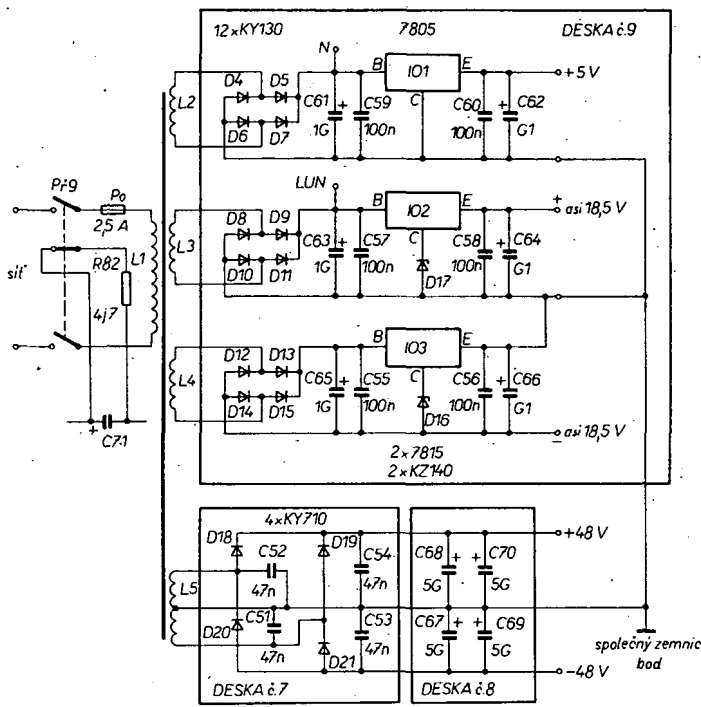 12×KY130
N
7805
DESKA č.9
L2
D4
D5
D6
D7
C61
+
1G
C59
100n
B
IO1
E
C
C60
100n
+
C62
G1
+5 V
Př9
Po
2,5 A
L1
síť
R82
4j7
+
C71
LUN
L3
D8
D9
D10
D11
C63
+
1G
C57
100n
B
IO2
E
C
D17
C58
100n
+
C64
G1
+
asi 18,5 V
L4
D12
D13
D14
D15
C65
+
1G
C55
100n
B
IO3
E
C
D16
C56
100n
+
C66
G1
–
asi 18,5 V
2×7815
2×KZ140
4×KY710
D18
D19
C52
47n
C54
47n
L5
C51
47n
C53
47n
D20
D21
DESKA č.7
C68
+
5G
+
C70
5G
C67
+
5G
+
C69
5G
DESKA č.8
+48 V
společný zemnic
bod
–48 V